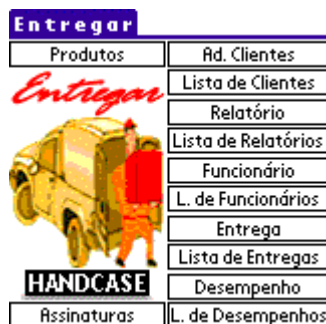 Entregar
Produtos
Ad. Clientes
Entregar
Lista de Clientes
Relatório
Lista de Relatórios
Funcionário
L. de Funcionários
Entrega
Lista de Entregas
HANDCASE
Desempenho
Assinaturas
L. de Desempenhos